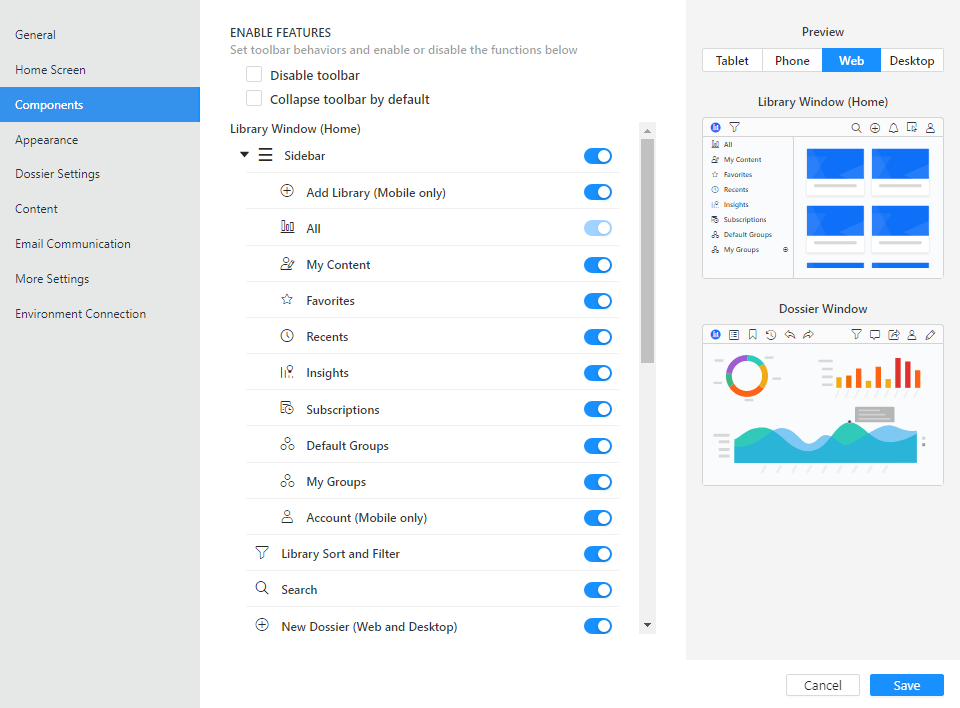 General
Home Screen
Components
Appearance
Dossier Settings
Content
Email Communication
More Settings
Environment Connection
ENABLE FEATURES
Set toolbar behaviors and enable or disable the functions below
Disable toolbar
Collapse toolbar by default
Library Window (Home)
Sidebar
Add Library (Mobile only)
All
My Content
Favorites
Recents
Insights
Subscriptions
Default Groups
My Groups
Account (Mobile only)
Library Sort and Filter
Search
New Dossier (Web and Desktop)
Preview
Tablet Phone Web Desktop
Library Window (Home)
All
My Content
Favorites
Recents
Insights
Subscriptions
Default Groups
My Groups
Dossier Window
Cancel Save